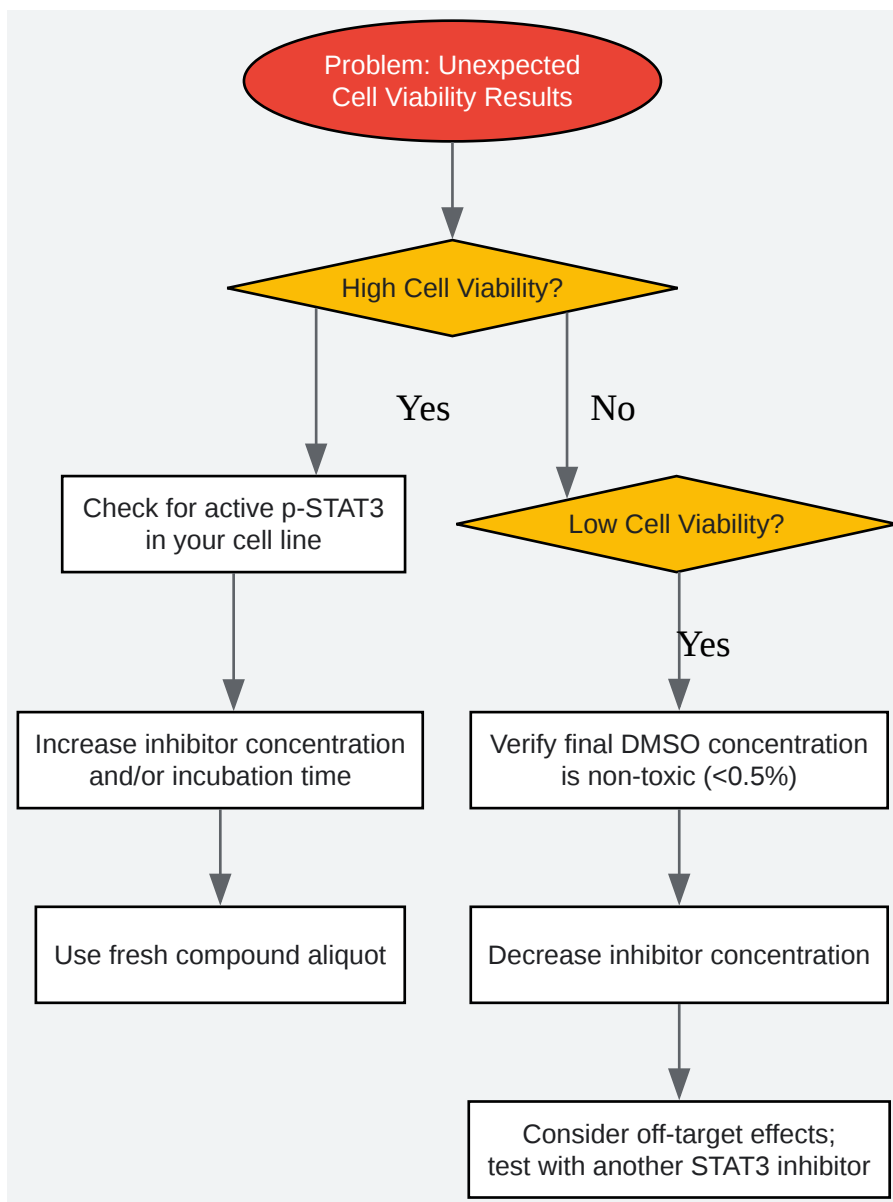 Problem: Unexpected
Cell Viability Results
High Cell Viability?
Yes
No
Check for active p-STAT3
in your cell line
Low Cell Viability?
Yes
Increase inhibitor concentration
and/or incubation time
Verify final DMSO concentration
is non-toxic (<0.5%)
Use fresh compound aliquot
Decrease inhibitor concentration
Consider off-target effects;
test with another STAT3 inhibitor